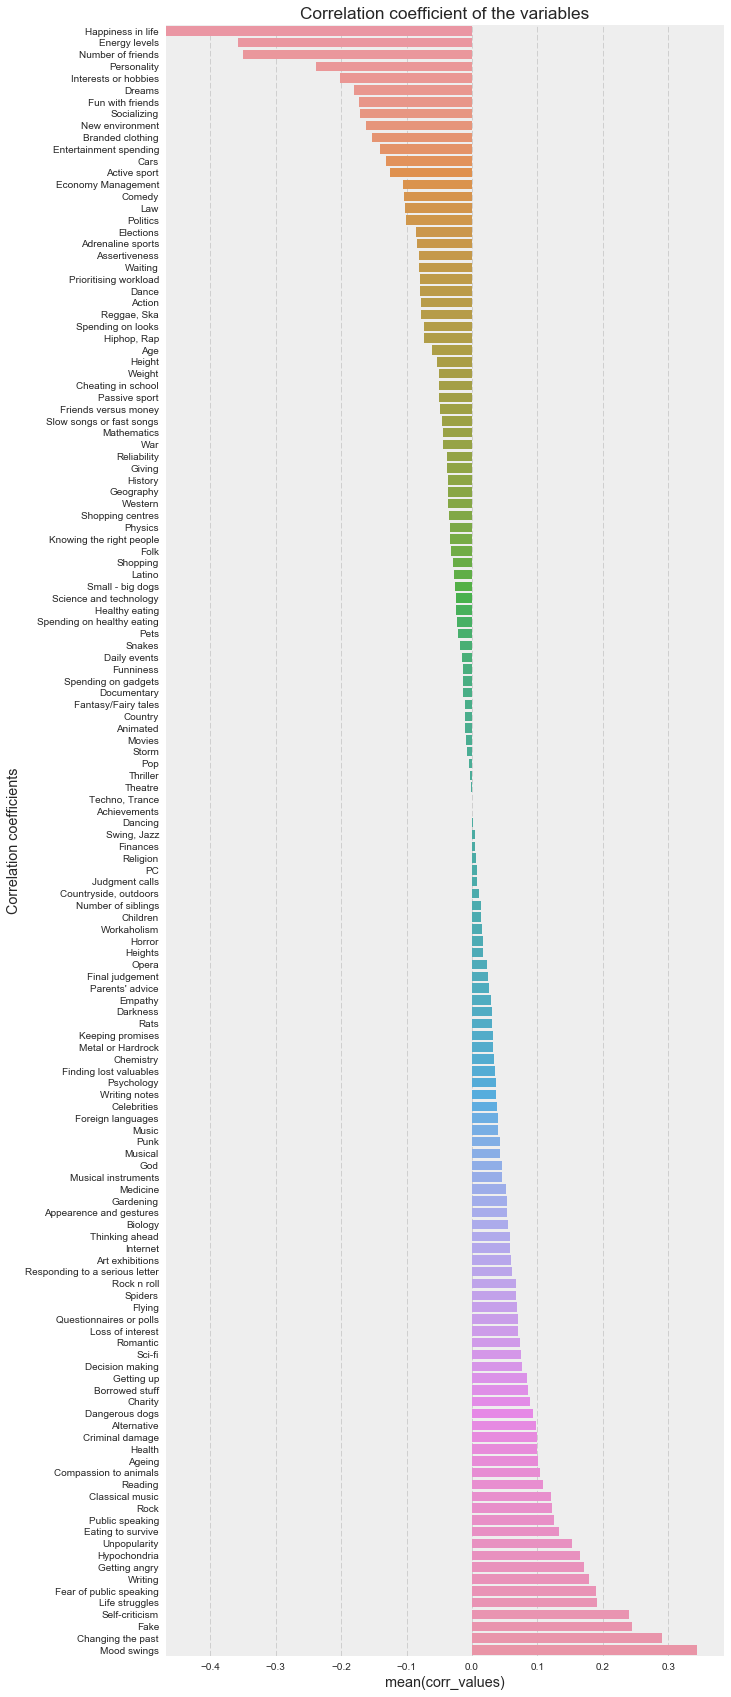 Correlation coefficient of the variables
Happiness in life
Energy levels
Number of friends
Personality
Interests or hobbies
Dreams
Fun with friends
Socializing
New environment
Branded clothing
Entertainment spending
Cars
Active sport
Economy Management
Comedy
Law
Politics
Elections
Adrenaline sports
Assertiveness
Waiting
Prioritising workload
Dance
Action
Reggae, Ska
Spending on looks
Hiphop, Rap
Age
Height
Weight
Cheating in school
Passive sport
Friends versus money
Slow songs or fast songs
Mathematics
War
Reliability
Giving
History
Geography
Western
Shopping centres
Physics
Knowing the right people
Folk
Shopping
Latino
Small - big dogs
Science and technology
Healthy eating
Spending on healthy eating
Pets
Snakes
Daily events
Funniness
Spending on gadgets
Documentary
Fantasy/Fairy tales
Country
Animated
Movies
Storm
Pop
Thriller
Theatre
Techno, Trance
Achievements
Dancing
Swing, Jazz
Finances
Religion
PC
Judgment calls
Countryside, outdoors
Number of siblings
Children
Workaholism
Horror
Heights
Opera
Final judgement
Parents' advice
Empathy
Darkness
Rats
Keeping promises
Metal or Hardrock
Chemistry
Finding lost valuables
Psychology
Writing notes
Celebrities
Foreign languages
Music
Punk
Musical
God
Musical instruments
Medicine
Gardening
Appearence and gestures
Biology
Thinking ahead
Internet
Art exhibitions
Responding to a serious letter
Rock n roll
Spiders
Flying
Questionnaires or polls
Loss of interest
Romantic
Sci-fi
Decision making
Getting up
Borrowed stuff
Charity
Dangerous dogs
Alternative
Criminal damage
Health
Ageing
Compassion to animals
Reading
Classical music
Rock
Public speaking
Eating to survive
Unpopularity
Hypochondria
Getting angry
Writing
Fear of public speaking
Life struggles
Self-criticism
Fake
Changing the past
Mood swings
Correlation coefficients
−0.4 −0.3 −0.2 −0.1 0.0 0.1 0.2 0.3
mean(corr_values)